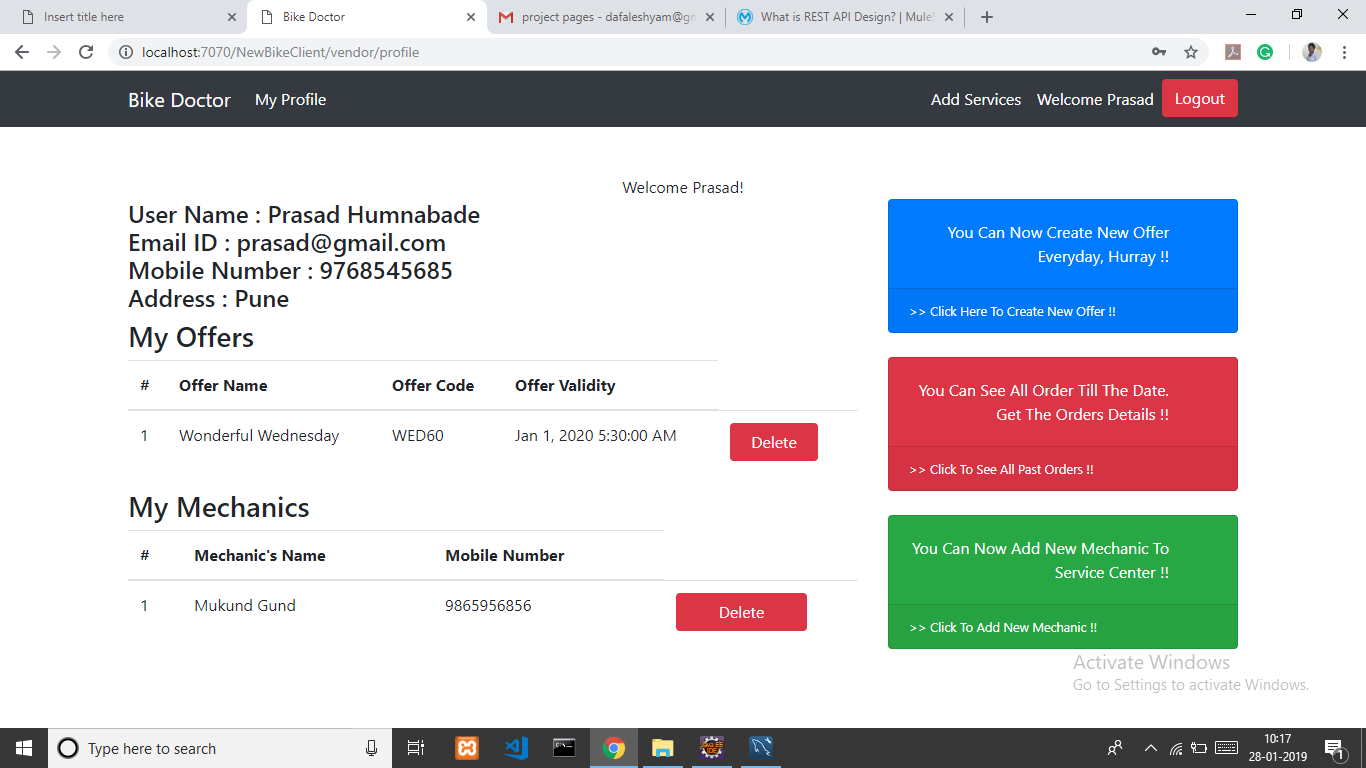 Insert title here
Bike Doctor
project pages - dafaleshyam@gm
What is REST API Design? | MuleS
localhost:7070/NewBikeClient/vendor/profile
Bike Doctor My Profile Add Services Welcome Prasad Logout
Welcome Prasad!
User Name : Prasad Humnabade
Email ID : prasad@gmail.com
Mobile Number : 9768545685
Address : Pune
My Offers
# Offer Name Offer Code Offer Validity
1 Wonderful Wednesday WED60 Jan 1, 2020 5:30:00 AM Delete
My Mechanics
# Mechanic's Name Mobile Number
1 Mukund Gund 9865956856 Delete
You Can Now Create New Offer
Everyday, Hurray !!
>> Click Here To Create New Offer !!
You Can See All Order Till The Date.
Get The Orders Details !!
>> Click To See All Past Orders !!
You Can Now Add New Mechanic To
Service Center !!
>> Click To Add New Mechanic !!
Activate Windows
Go to Settings to activate Windows.
Type here to search
10:17
28-01-2019
1